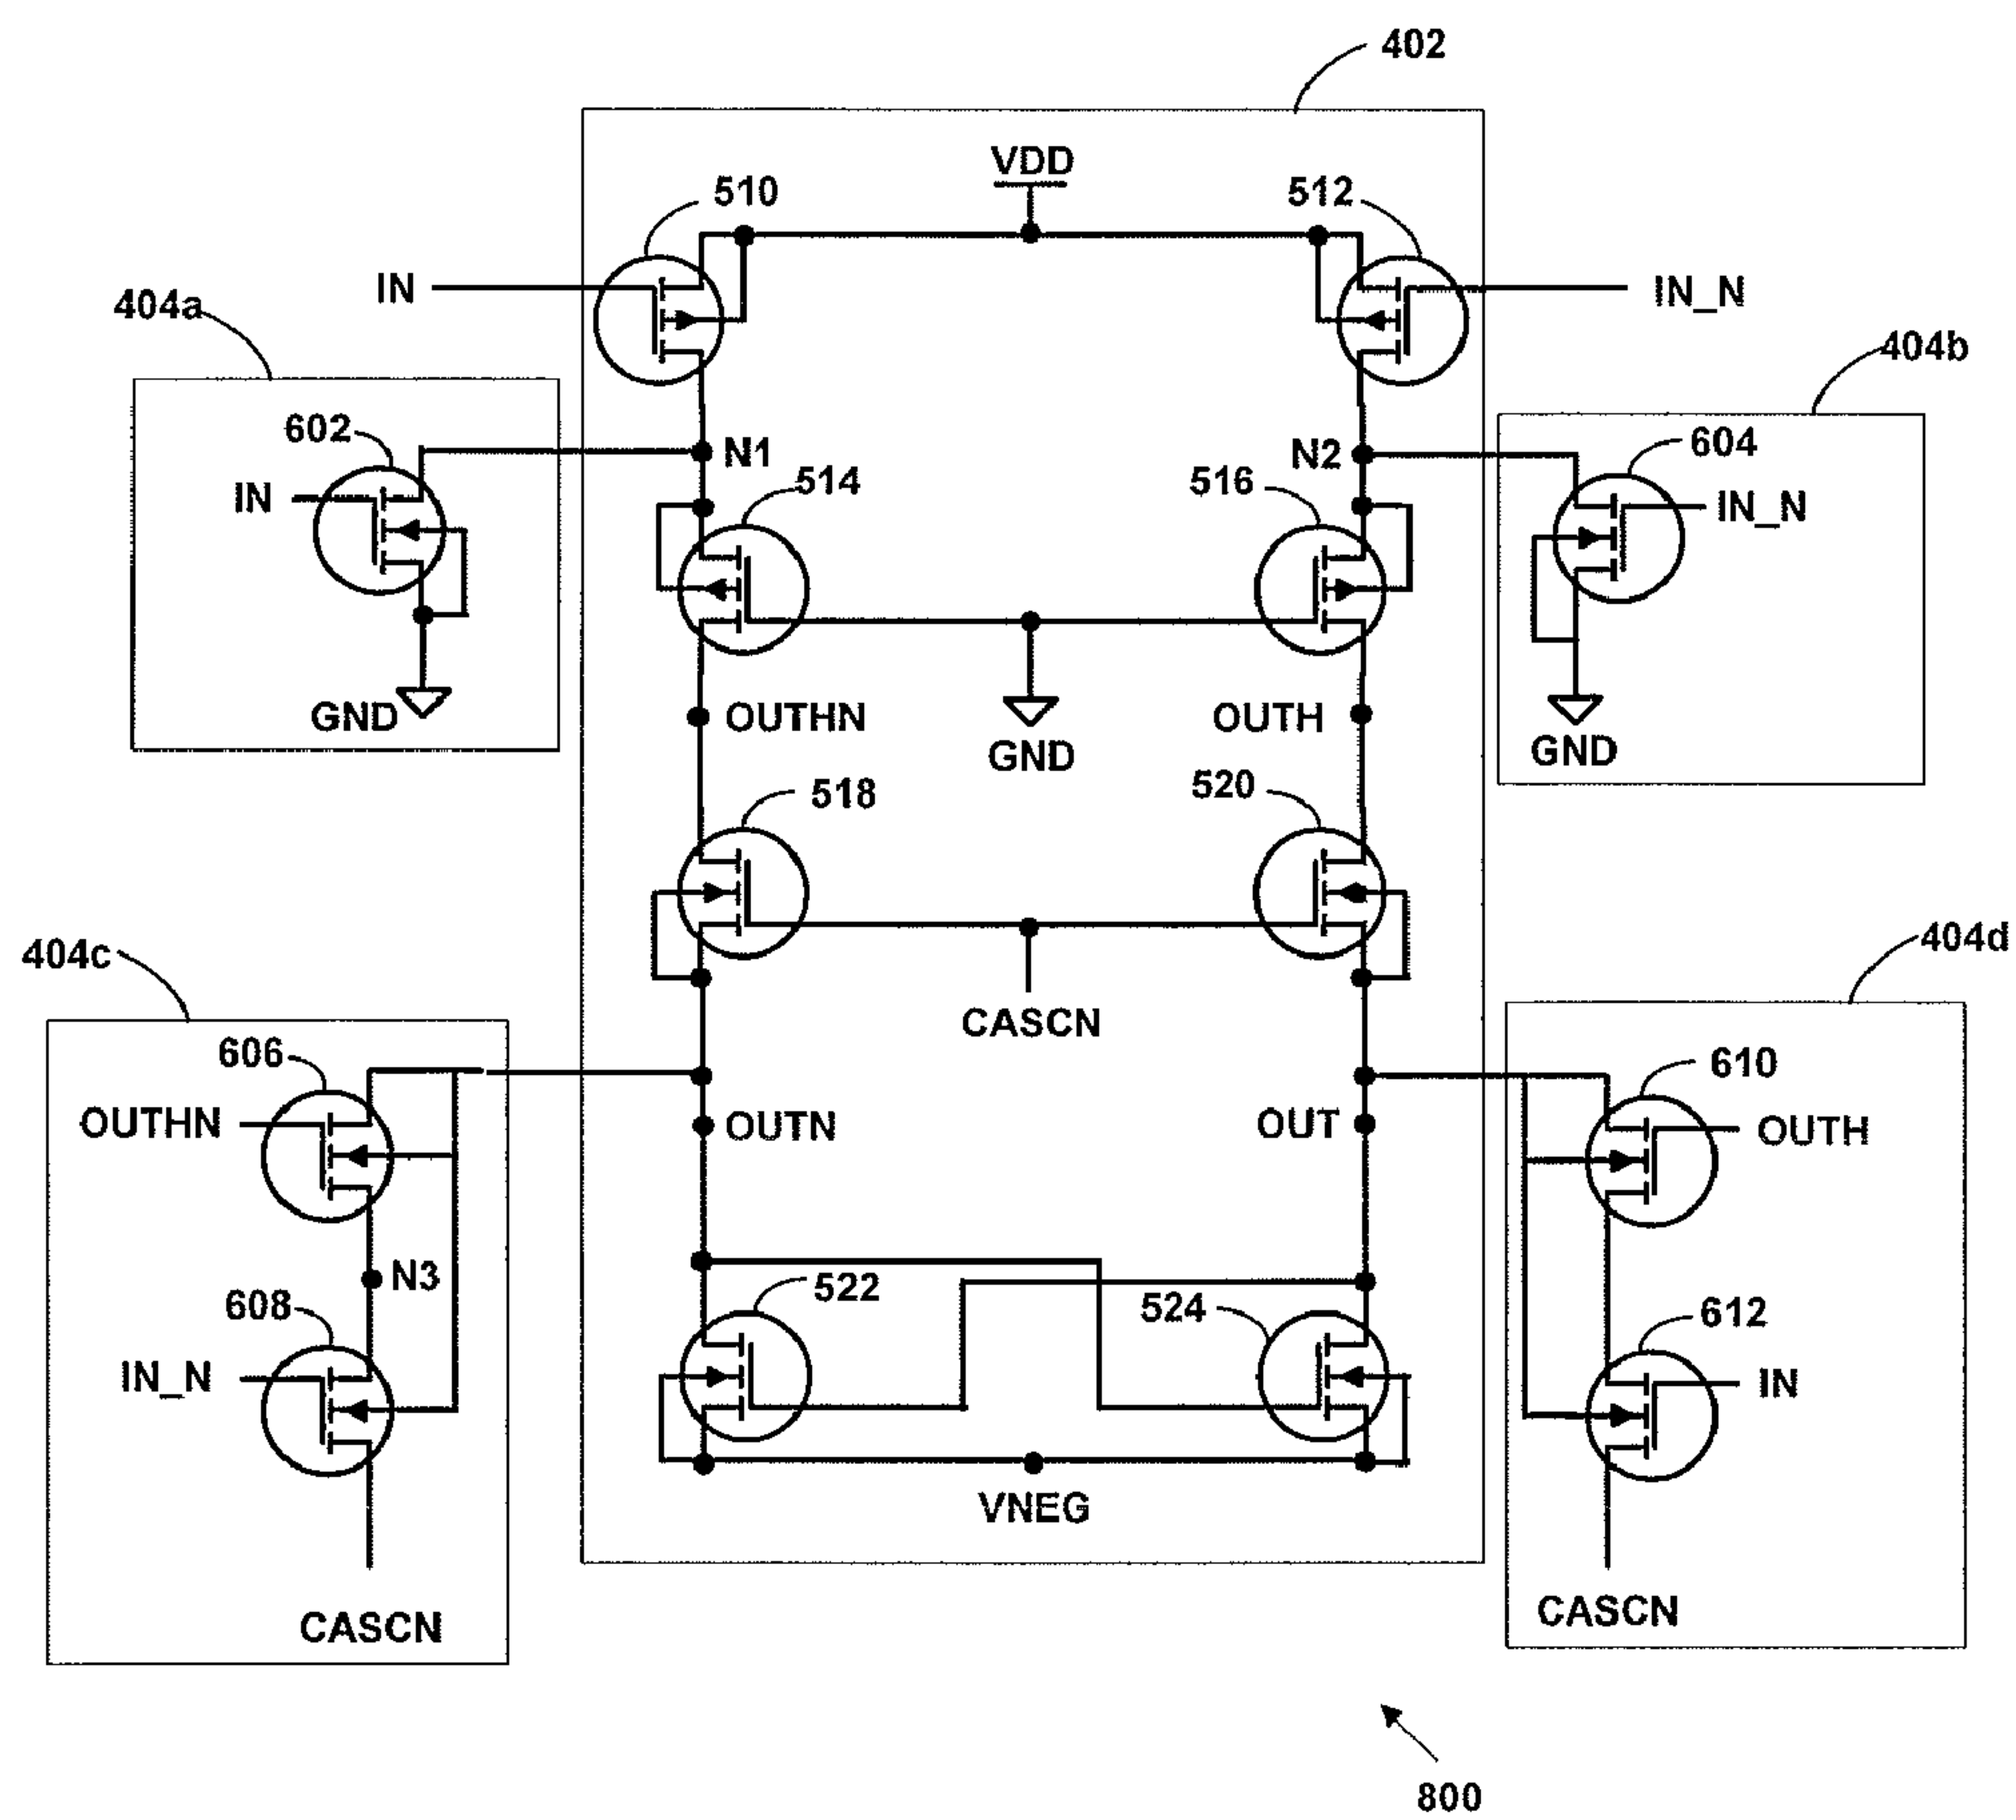 402
VDD
510
512
IN
IN_N
404a
404b
602
N1
N2
604
514
516
IN
IN_N
OUTHN
OUTH
GND
GND
GND
518
520
404c
404d
CASCN
606
610
OUTHN
OUTN
OUT
OUTH
N3
522
524
608
612
IN_N
IN
VNEG
CASCN
CASCN
800